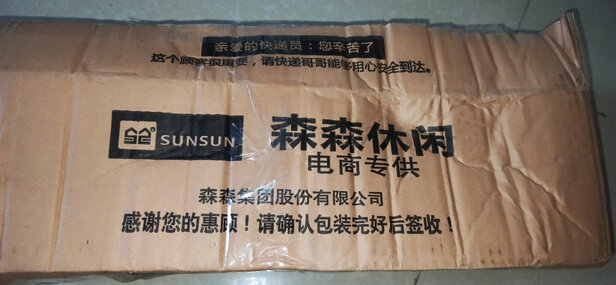 亲爱的快递员：您辛苦了
这个顾客很重要，请快递哥哥能够用心安全到达。
SUNSUN 森森休闲
电商专供
森森集团股份有限公司
感谢您的惠顾！请确认包装完好后签收！